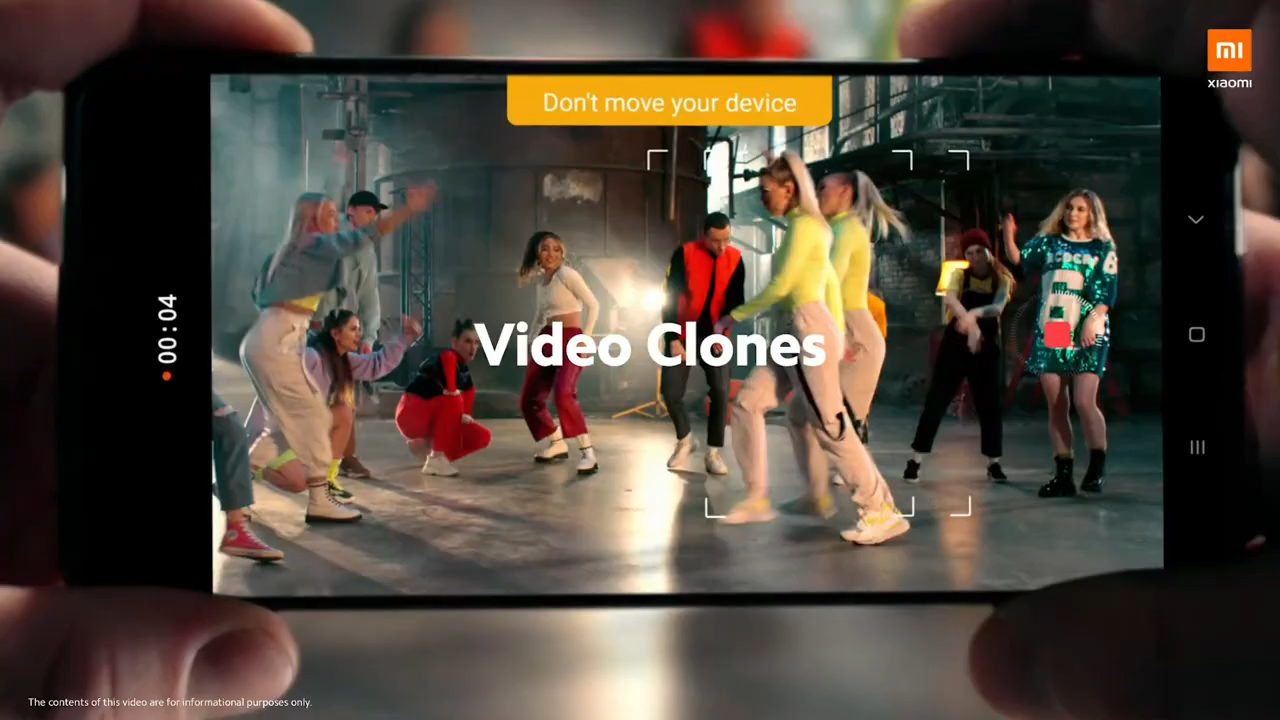 mi
xiaomi
Don't move your device
00:04
Video Clones
6
The contents of this video are for informational purposes only.